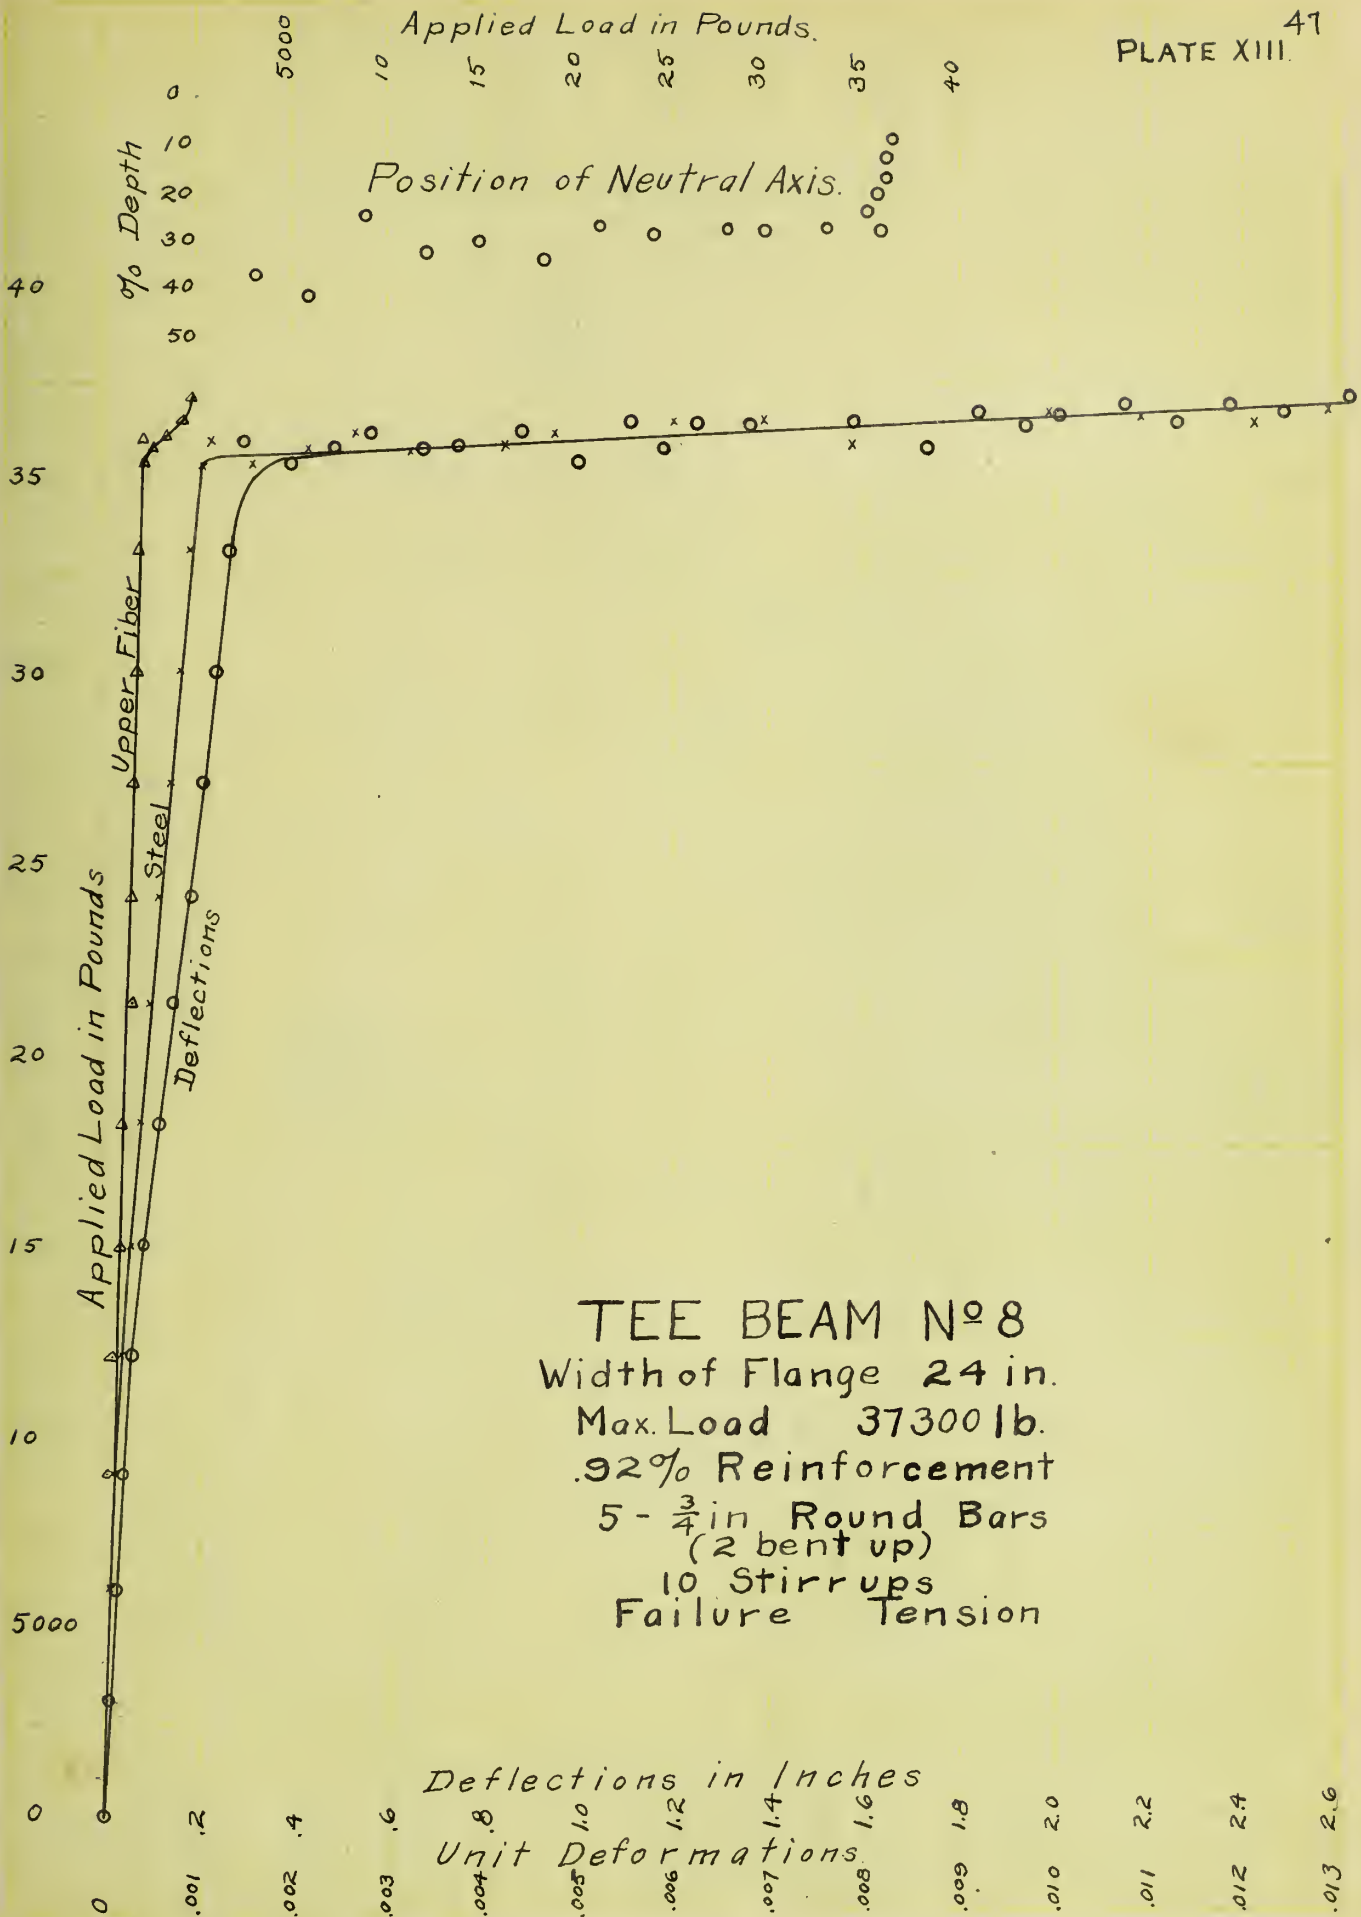 47
PLATE XIII.
Applied Load in Pounds.
5000 10 15 20 25 30 35 40
% Depth
0
10
20
30
40
50
Position of Neutral Axis.
40
35
30
25
20
15
10
5000
0
Applied Load in Pounds
Upper Fiber
Steel
Deflections
TEE BEAM Nº 8
Width of Flange 24 in.
Max. Load 37300 lb.
.92% Reinforcement
5 - 3/4 in Round Bars
(2 bent up)
10 Stirrups
Failure Tension
Deflections in Inches
.2 .4 .6 .8 1.0 1.2 1.4 1.6 1.8 2.0 2.2 2.4 2.6
Unit Deformations.
0 .001 .002 .003 .004 .005 .006 .007 .008 .009 .010 .011 .012 .013